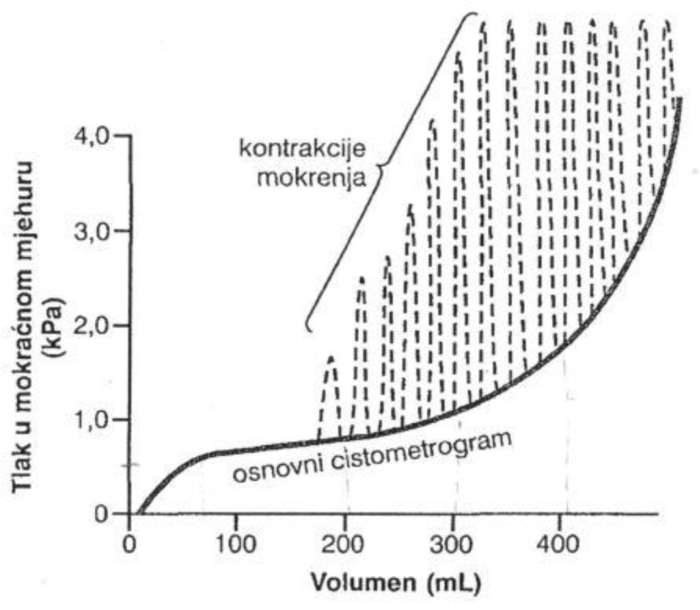 kontrakcije
mokrenja
4,0
3,0
2,0
1,0
0
Tlak u mokraćnom mjehuru
(kPa)
osnovni cistometrogram
0
100
200
300
400
Volumen (mL)